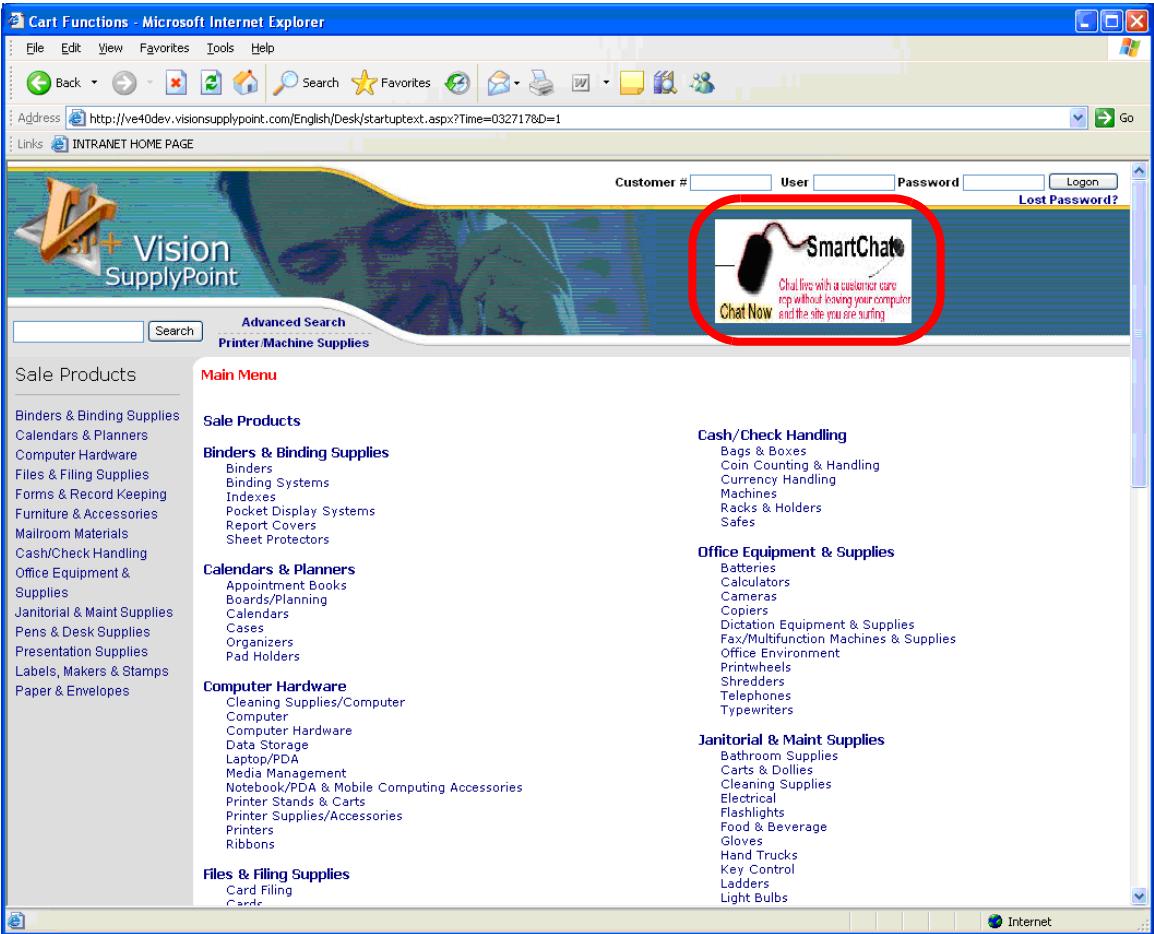 Cart Functions - Microsoft Internet Explorer
File Edit View Favorites Tools Help
Back Search Favorites
Address http://ve40dev.visionsupplypoint.com/English/Desk/startuptext.aspx?Time=032717&D=1 Go
Links INTRANET HOME PAGE
Customer # User Password Logon
Lost Password?
VSP+ Vision
SupplyPoint
SmartChat
Chat live with a customer care
rep without leaving your computer
Chat Now and the site you are surfing
Search
Advanced Search
Printer/Machine Supplies
Sale Products
Binders & Binding Supplies
Calendars & Planners
Computer Hardware
Files & Filing Supplies
Forms & Record Keeping
Furniture & Accessories
Mailroom Materials
Cash/Check Handling
Office Equipment &
Supplies
Janitorial & Maint Supplies
Pens & Desk Supplies
Presentation Supplies
Labels, Makers & Stamps
Paper & Envelopes
Main Menu
Sale Products
Binders & Binding Supplies
Binders
Binding Systems
Indexes
Pocket Display Systems
Report Covers
Sheet Protectors
Calendars & Planners
Appointment Books
Boards/Planning
Calendars
Cases
Organizers
Pad Holders
Computer Hardware
Cleaning Supplies/Computer
Computer
Computer Hardware
Data Storage
Laptop/PDA
Media Management
Notebook/PDA & Mobile Computing Accessories
Printer Stands & Carts
Printer Supplies/Accessories
Printers
Ribbons
Files & Filing Supplies
Card Filing
Cards
Cash/Check Handling
Bags & Boxes
Coin Counting & Handling
Currency Handling
Machines
Racks & Holders
Safes
Office Equipment & Supplies
Batteries
Calculators
Cameras
Copiers
Dictation Equipment & Supplies
Fax/Multifunction Machines & Supplies
Office Environment
Printwheels
Shredders
Telephones
Typewriters
Janitorial & Maint Supplies
Bathroom Supplies
Carts & Dollies
Cleaning Supplies
Electrical
Flashlights
Food & Beverage
Gloves
Hand Trucks
Key Control
Ladders
Light Bulbs
Internet